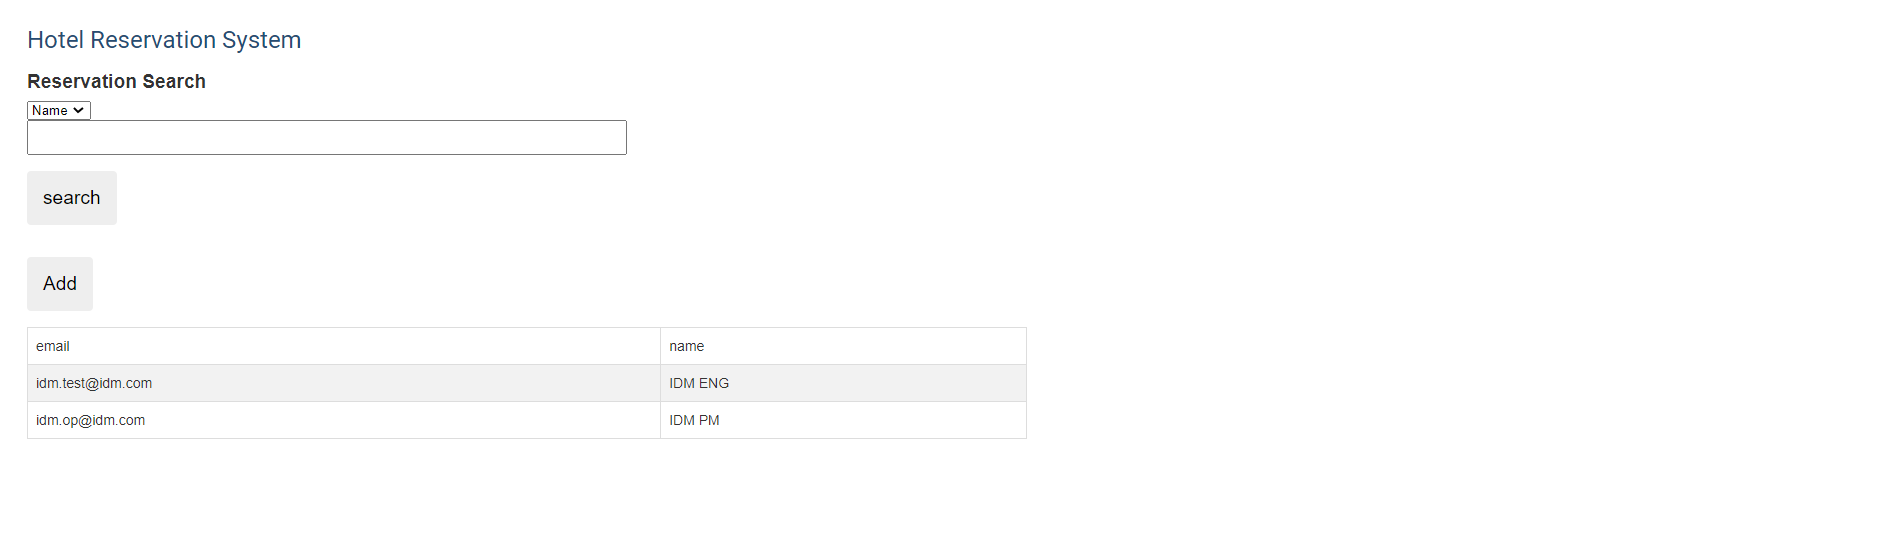 Hotel Reservation System
Reservation Search
Name
search
Add
email name
idm.test@idm.com IDM ENG
idm.op@idm.com IDM PM